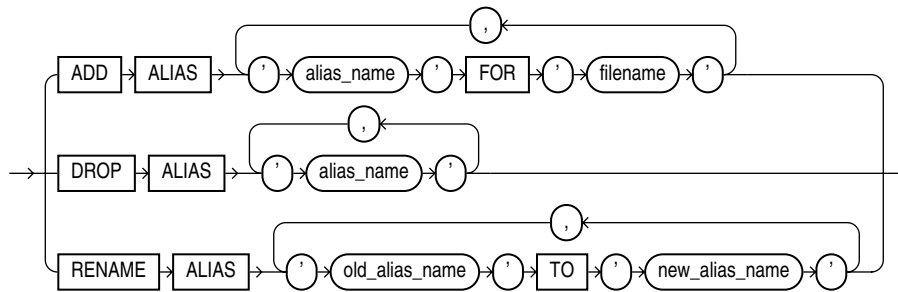 ,
ADD ALIAS ' alias_name ' FOR ' filename '
,
DROP ALIAS ' alias_name '
,
RENAME ALIAS ' old_alias_name ' TO ' new_alias_name '